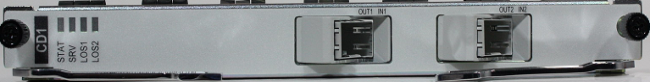 CD1
STAT
SRV
LOS1
LOS2
OUT1 IN1
OUT2 IN2